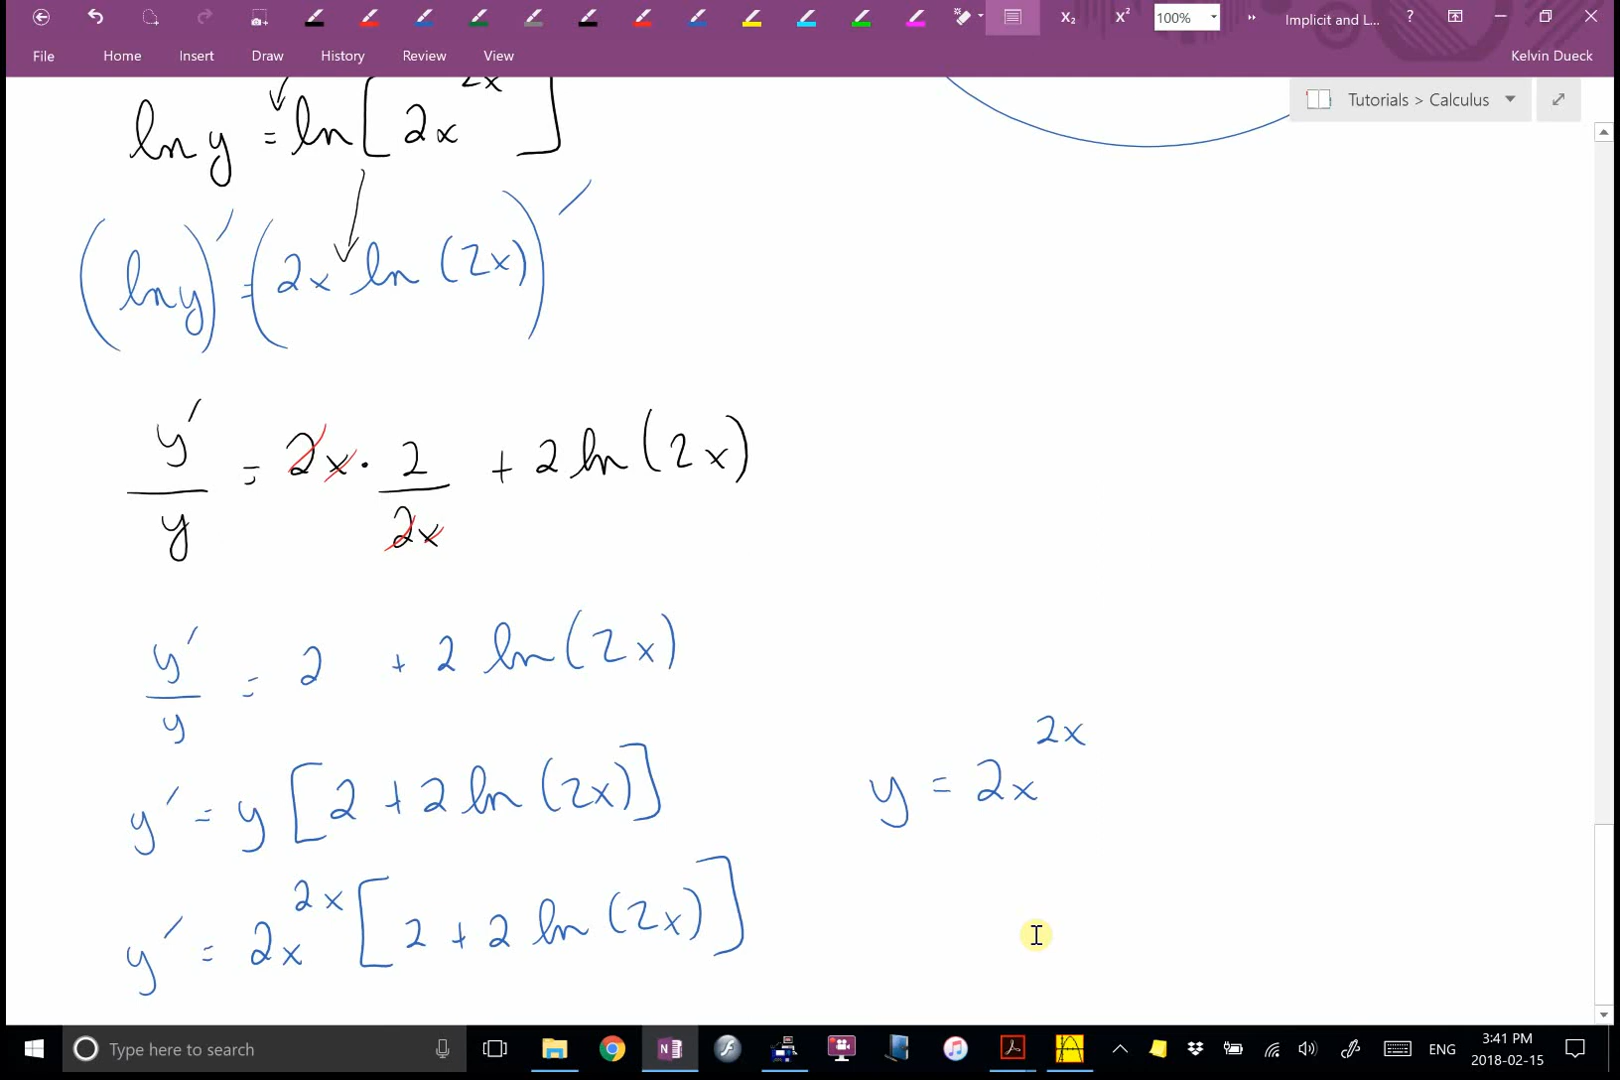 100%
Implicit and L...
?
File Home Insert Draw History Review View
Kelvin Dueck
Tutorials > Calculus
ln y = ln[2x^{2x}]
(ln y)' = (2x ln (2x))'
y'/y = 2x · 2/2x + 2 ln(2x)
y'/y = 2 + 2 ln(2x)
y' = y[2 + 2 ln (2x)]
y = 2x^{2x}
y' = 2x^{2x}[2 + 2 ln (2x)]
Type here to search
ENG
3:41 PM
2018-02-15